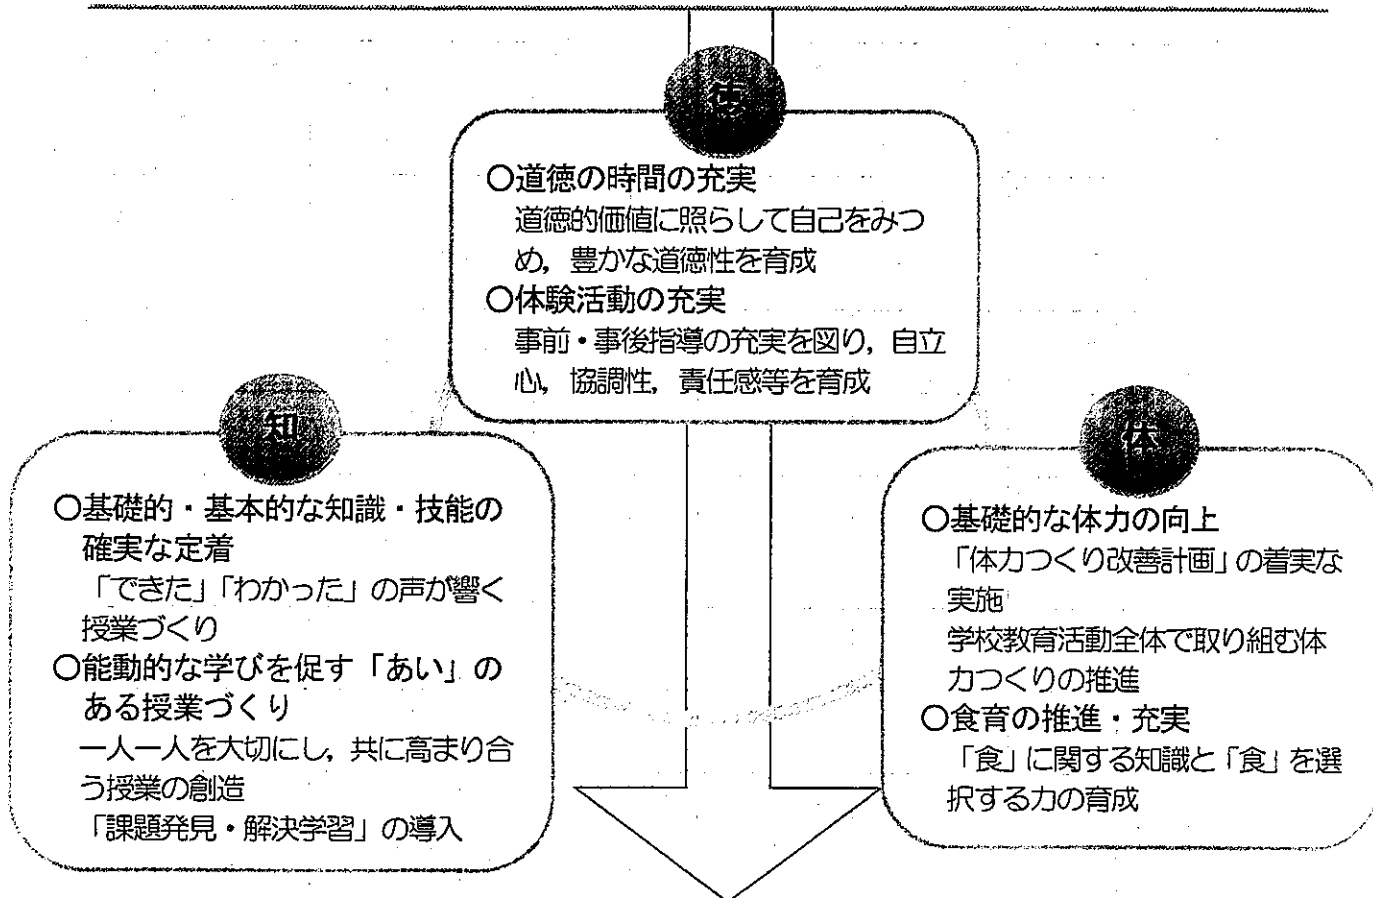 徳
○道徳の時間の充実
道徳的価値に照らして自己をみつ
め，豊かな道徳性を育成
○体験活動の充実
事前・事後指導の充実を図り，自立
心，協調性，責任感等を育成
知
○基礎的・基本的な知識・技能の
確実な定着
「できた」「わかった」の声が響く
授業づくり
○能動的な学びを促す「あい」の
ある授業づくり
一人一人を大切にし，共に高まり合
う授業の創造
「課題発見・解決学習」の導入
体
○基礎的な体力の向上
「体力つくり改善計画」の着実な
実施
学校教育活動全体で取り組む体
力つくりの推進
○食育の推進・充実
「食」に関する知識と「食」を選
択する力の育成